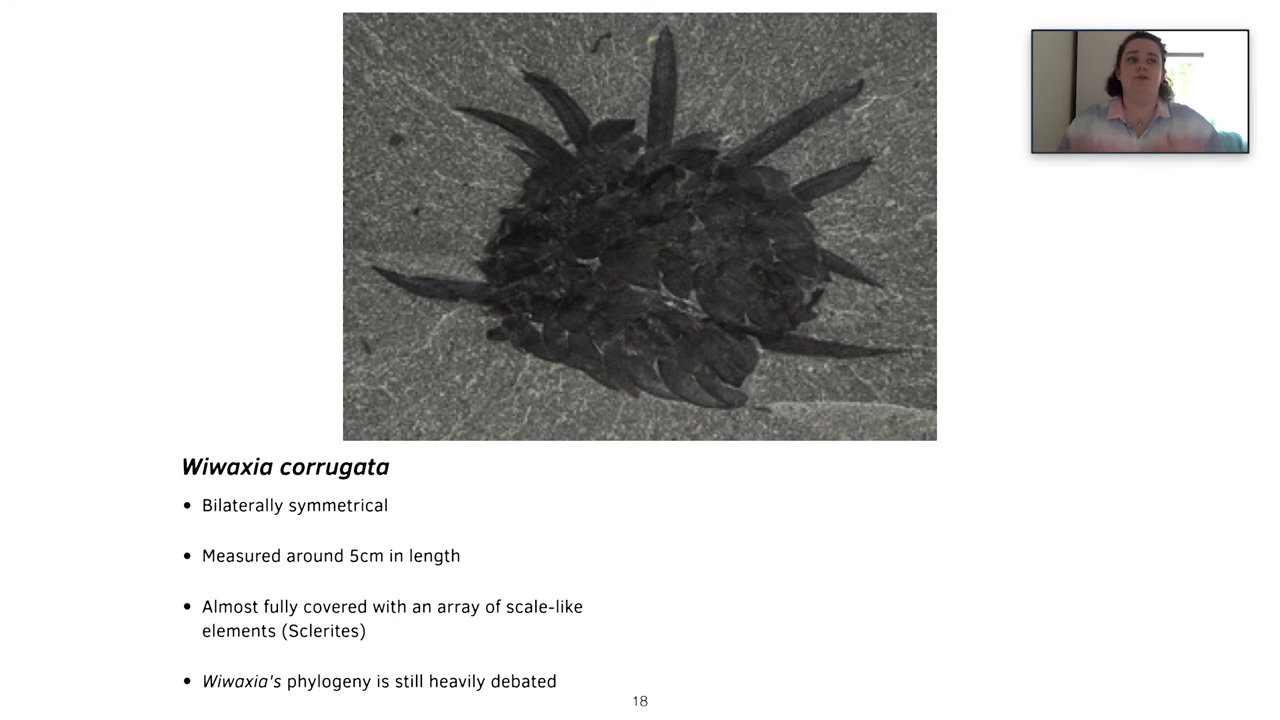 Wiwaxia corrugata
• Bilaterally symmetrical
• Measured around 5cm in length
• Almost fully covered with an array of scale-like
elements (Sclerites)
• Wiwaxia's phylogeny is still heavily debated
18